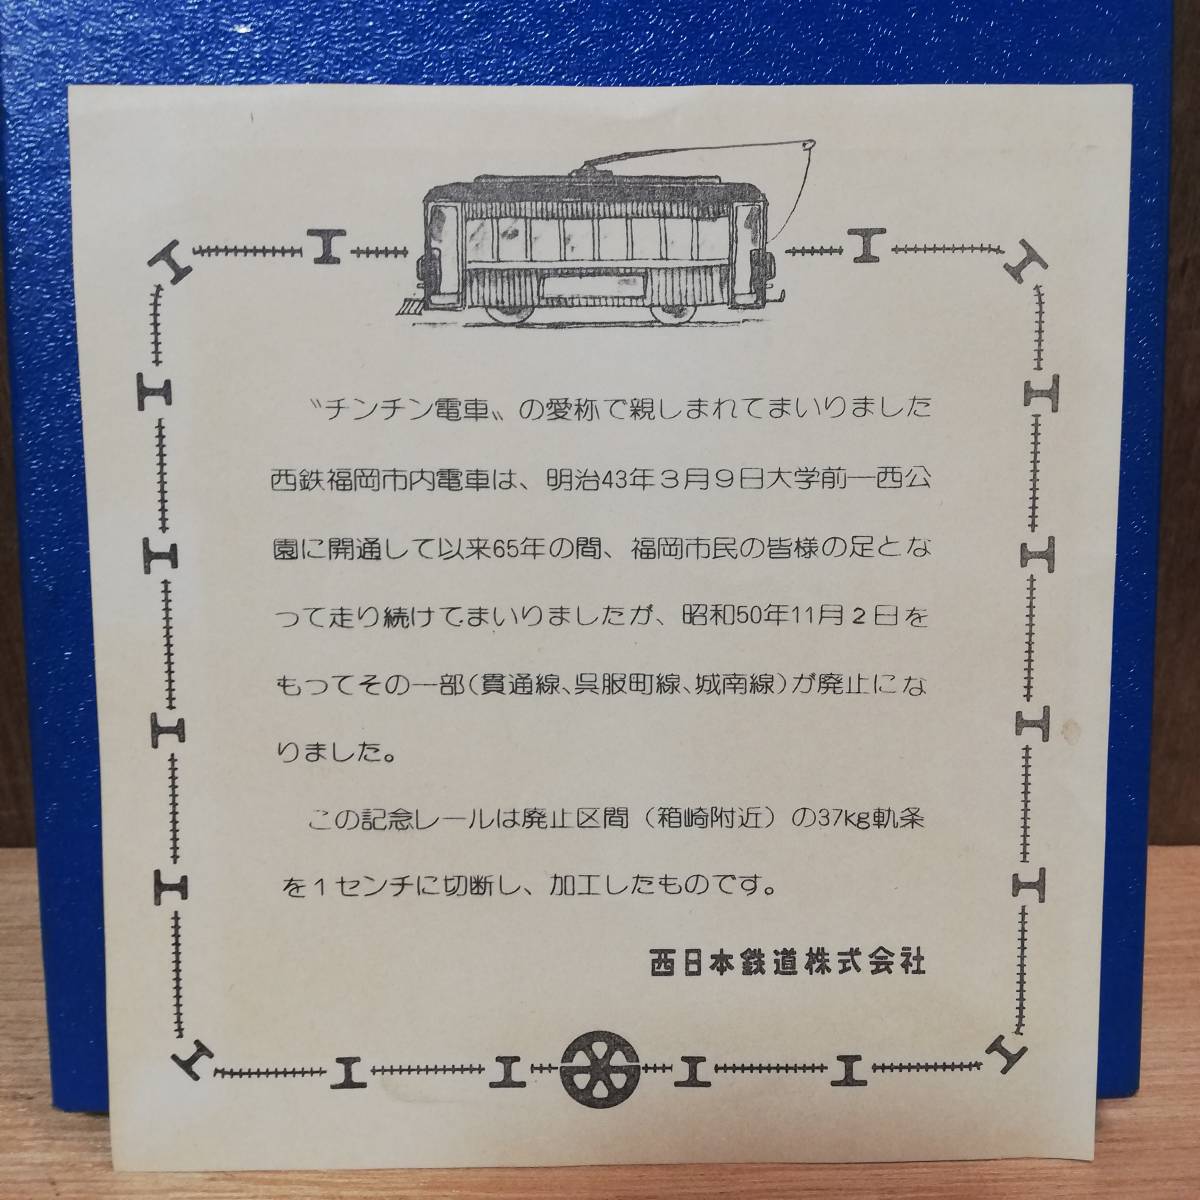 〝チンチン電車〟の愛称で親しまれてまいりました
西鉄福岡市内電車は、明治43年３月９日大学前—西公
園に開通して以来65年の間、福岡市民の皆様の足とな
って走り続けてまいりましたが、昭和50年11月２日を
もってその一部（貫通線、呉服町線、城南線）が廃止にな
りました。
この記念レールは廃止区間（箱崎附近）の37kg軌条
を１センチに切断し、加工したものです。
西日本鉄道株式会社